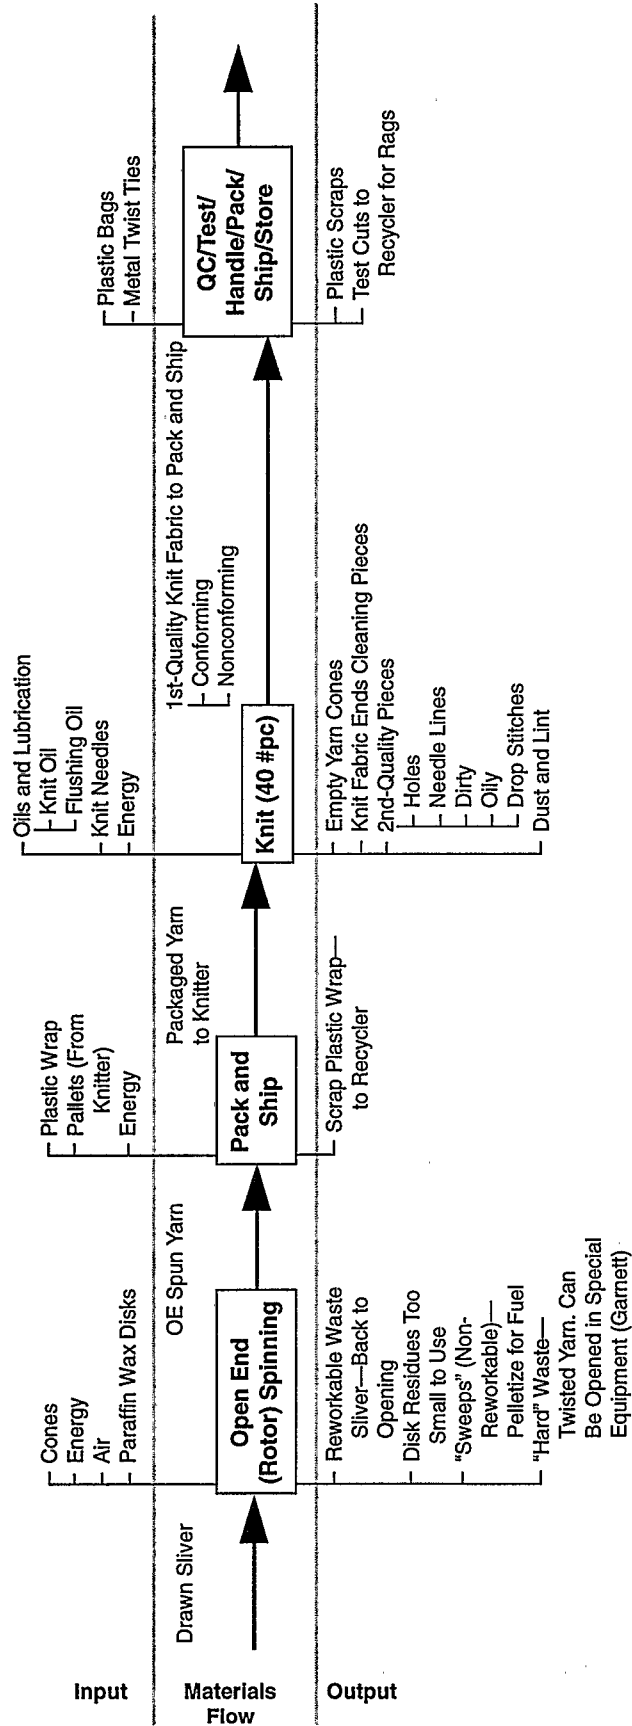 Input
Cones
Energy
Air
Paraffin Wax Disks
Plastic Wrap
Pallets (From
Knitter)
Energy
Oils and Lubrication
Knit Oil
Flushing Oil
Knit Needles
Energy
Plastic Bags
Metal Twist Ties
Materials
Flow
Drawn Sliver
Open End
(Rotor) Spinning
OE Spun Yarn
Pack and
Ship
Packaged Yarn
to Knitter
Knit (40 #pc)
1st-Quality Knit Fabric to Pack and Ship
Conforming
Nonconforming
QC/Test/
Handle/Pack/
Ship/Store
Output
Reworkable Waste
Sliver—Back to
Opening
Disk Residues Too
Small to Use
“Sweeps” (Non-
Reworkable)—
Pelletize for Fuel
“Hard” Waste—
Twisted Yarn. Can
Be Opened in Special
Equipment (Garnett)
Scrap Plastic Wrap—
to Recycler
Empty Yarn Cones
Knit Fabric Ends Cleaning Pieces
2nd-Quality Pieces
Holes
Needle Lines
Dirty
Oily
Drop Stitches
Dust and Lint
Plastic Scraps
Test Cuts to
Recycler for Rags